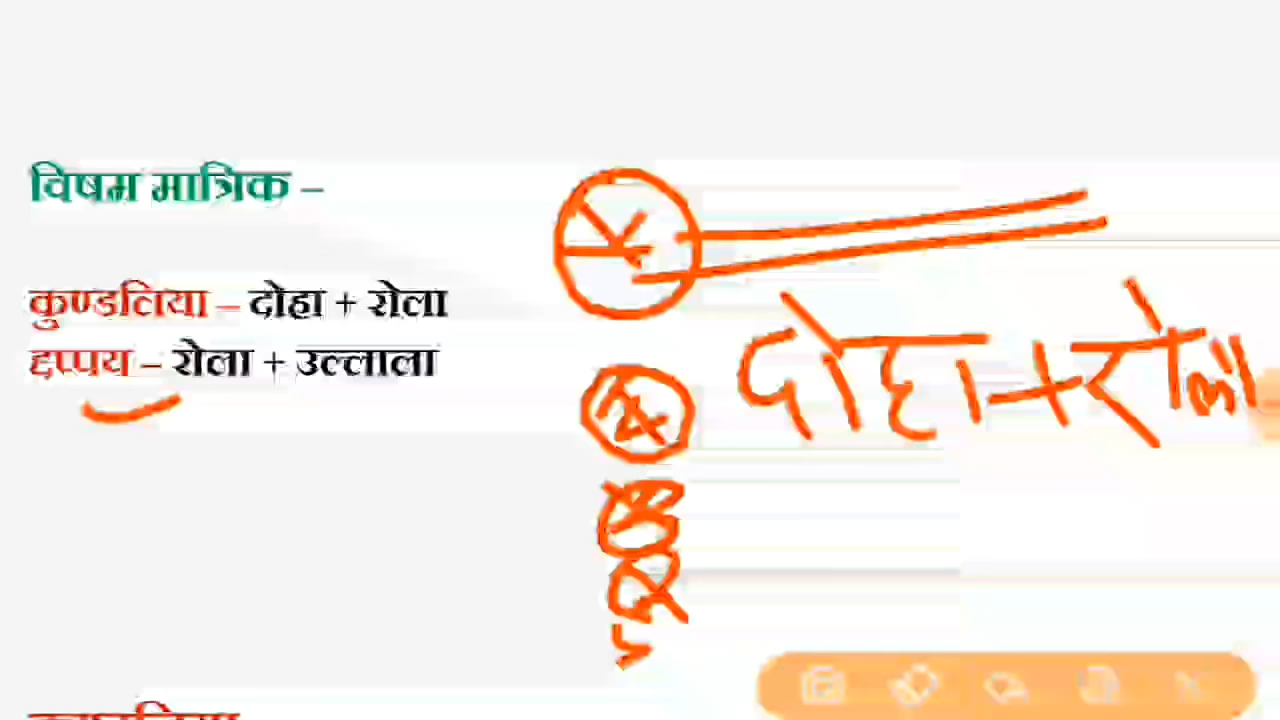 विषम मात्रिक –
कुण्डलिया – दोहा + रोला
छप्पय – रोला + उल्लाला
दोहा + रोला